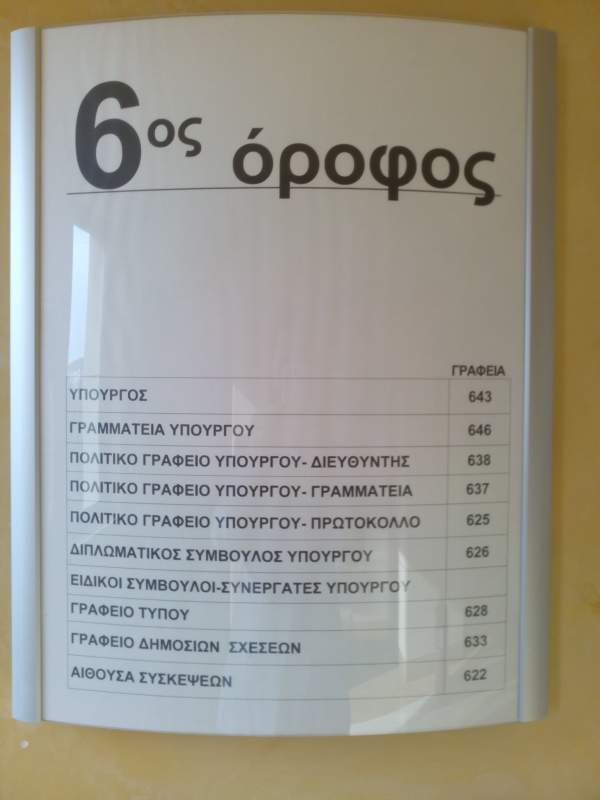 6ος όροφος
ΓΡΑΦΕΙΑ
ΥΠΟΥΡΓΟΣ 643
ΓΡΑΜΜΑΤΕΙΑ ΥΠΟΥΡΓΟΥ 646
ΠΟΛΙΤΙΚΟ ΓΡΑΦΕΙΟ ΥΠΟΥΡΓΟΥ- ΔΙΕΥΘΥΝΤΗΣ 638
ΠΟΛΙΤΙΚΟ ΓΡΑΦΕΙΟ ΥΠΟΥΡΓΟΥ- ΓΡΑΜΜΑΤΕΙΑ 637
ΠΟΛΙΤΙΚΟ ΓΡΑΦΕΙΟ ΥΠΟΥΡΓΟΥ- ΠΡΩΤΟΚΟΛΛΟ 625
ΔΙΠΛΩΜΑΤΙΚΟΣ ΣΥΜΒΟΥΛΟΣ ΥΠΟΥΡΓΟΥ 626
ΕΙΔΙΚΟΙ ΣΥΜΒΟΥΛΟΙ-ΣΥΝΕΡΓΑΤΕΣ ΥΠΟΥΡΓΟΥ
ΓΡΑΦΕΙΟ ΤΥΠΟΥ 628
ΓΡΑΦΕΙΟ ΔΗΜΟΣΙΩΝ ΣΧΕΣΕΩΝ 633
ΑΙΘΟΥΣΑ ΣΥΣΚΕΨΕΩΝ 622